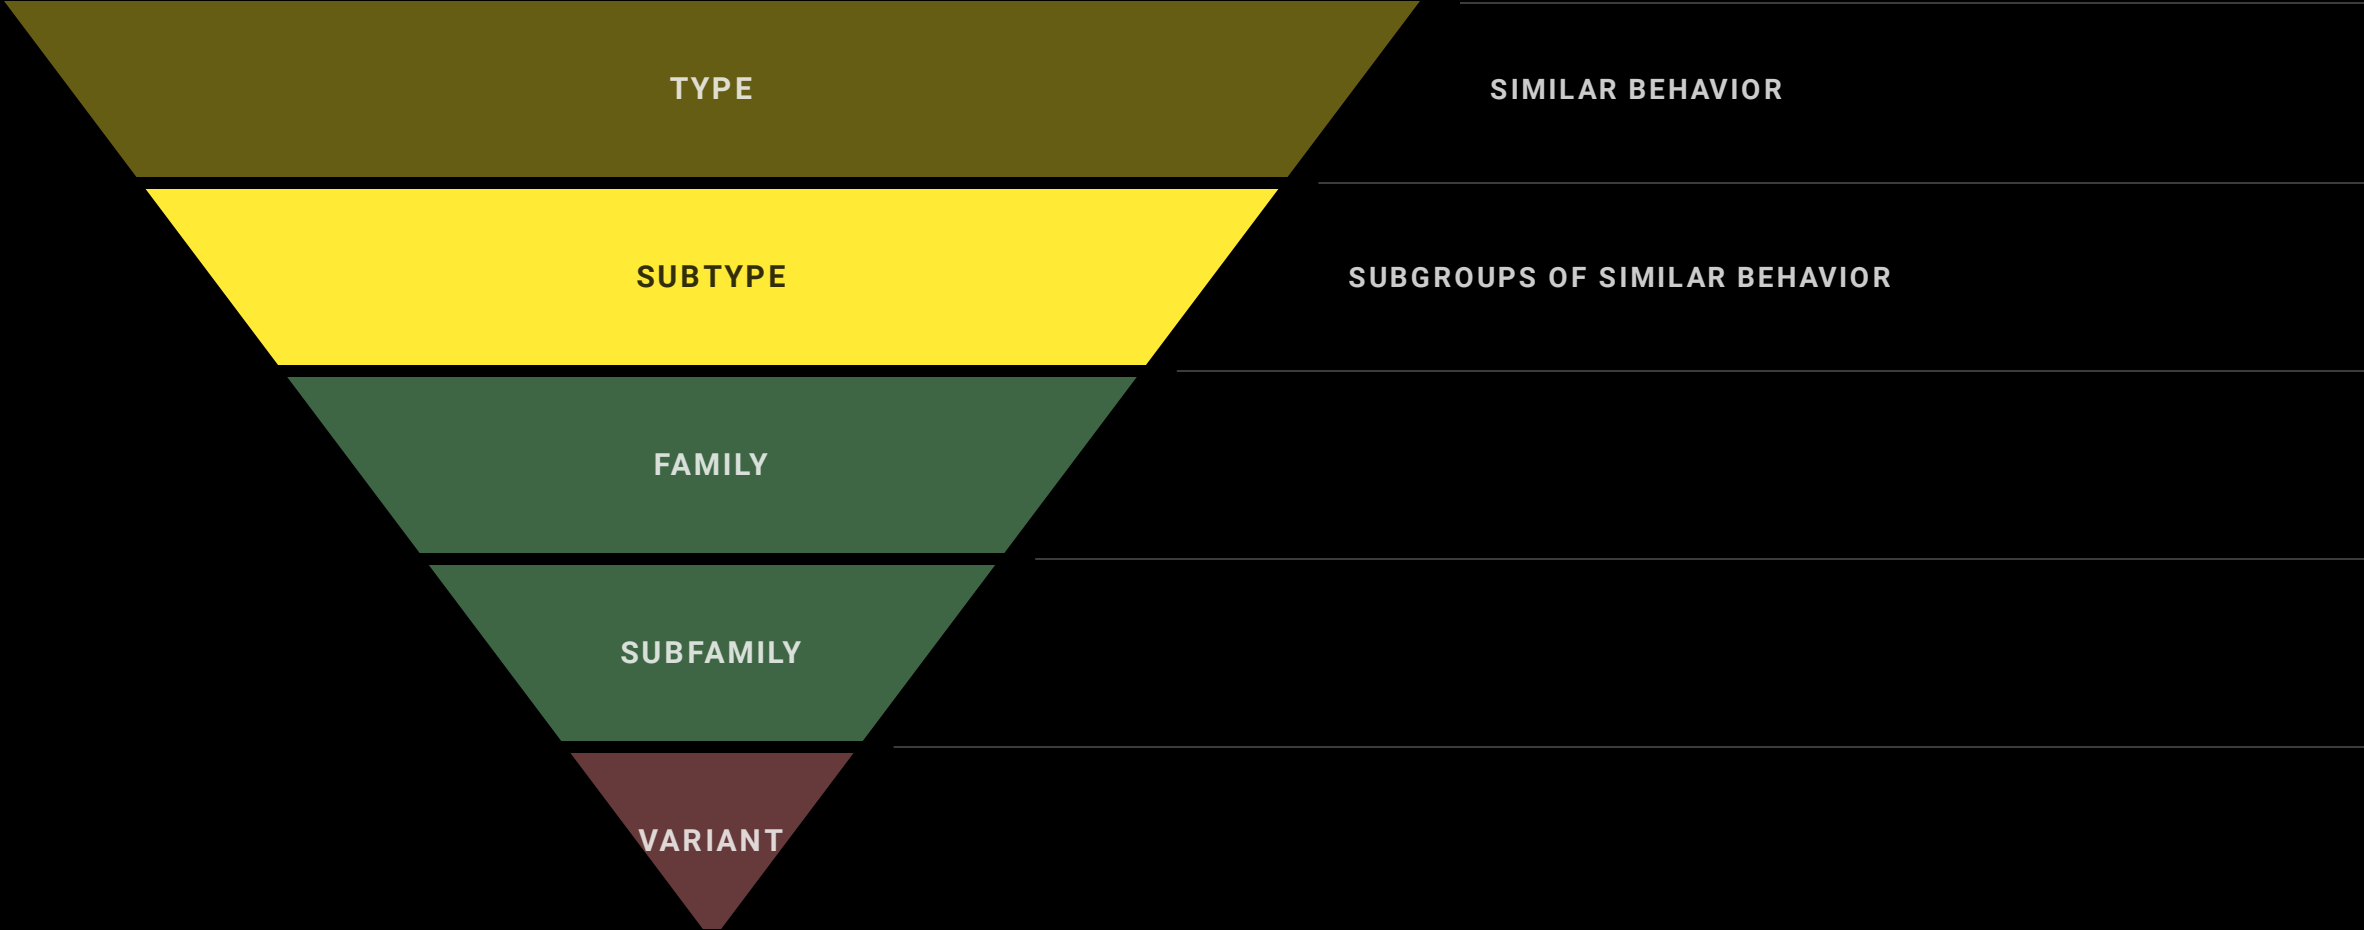 TYPE
SIMILAR BEHAVIOR
SUBTYPE
SUBGROUPS OF SIMILAR BEHAVIOR
FAMILY
SUBFAMILY
VARIANT